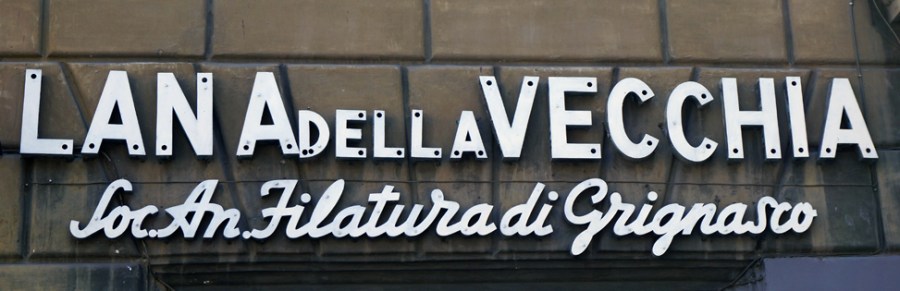 LANA DELLA VECCHIA
Soc. An. Filatura di Grignasco